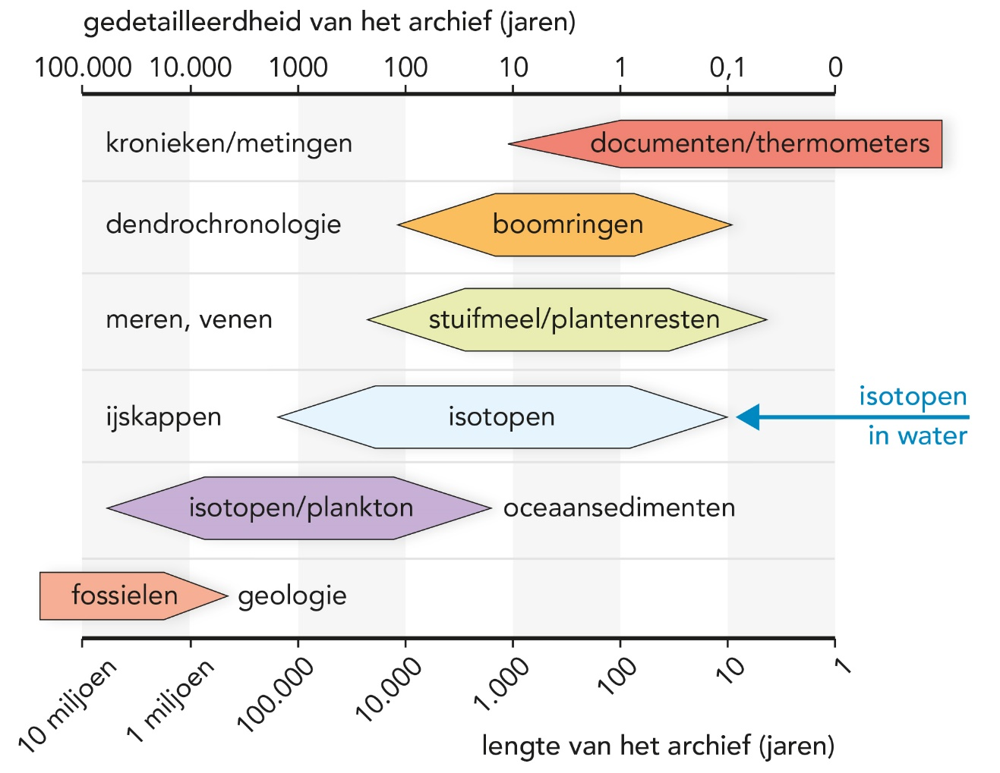 gedetailleerdheid van het archief (jaren)
100.000 10.000 1000 100 10 1 0,1 0
kronieken/metingen documenten/thermometers
dendrochronologie boomringen
meren, venen stuifmeel/plantenresten
ijskappen isotopen
isotopen
in water
isotopen/plankton oceaansedimenten
fossielen geologie
10 miljoen 1 miljoen 100.000 10.000 1.000 100 10 1
lengte van het archief (jaren)